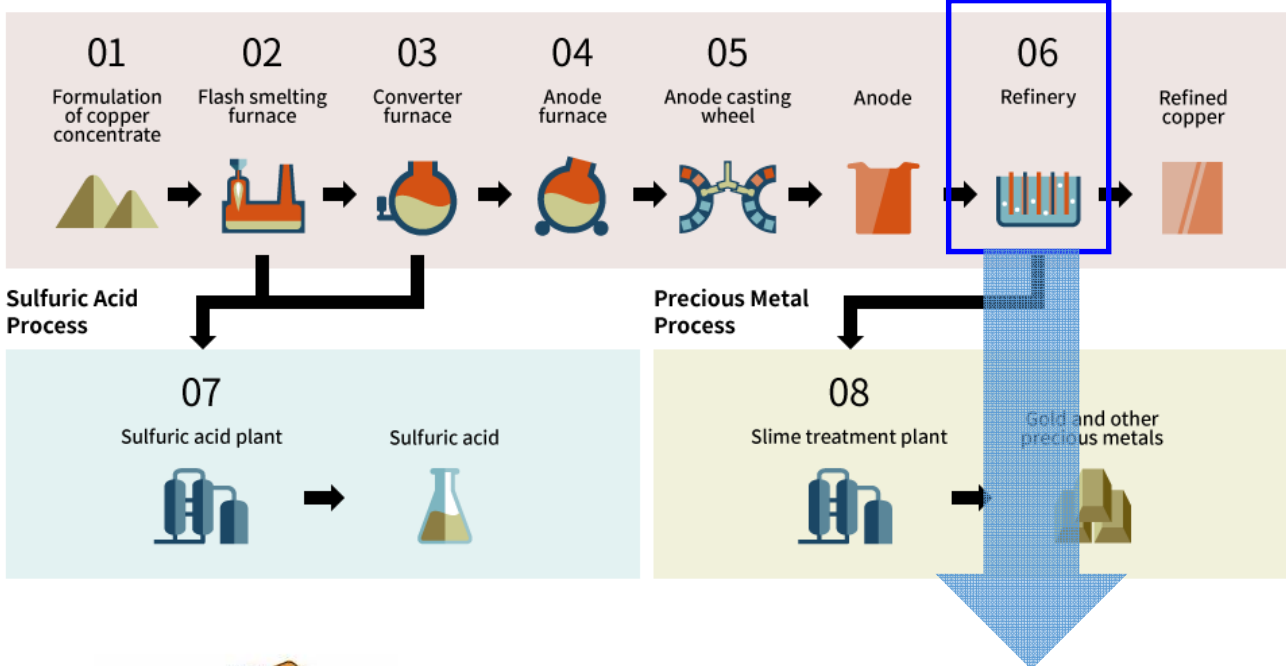 01
Formulation
of copper
concentrate
02
Flash smelting
furnace
03
Converter
furnace
04
Anode
furnace
05
Anode casting
wheel
Anode
06
Refinery
Refined
copper
Sulfuric Acid
Process
07
Sulfuric acid plant
Sulfuric acid
Precious Metal
Process
08
Slime treatment plant
Gold and other
precious metals